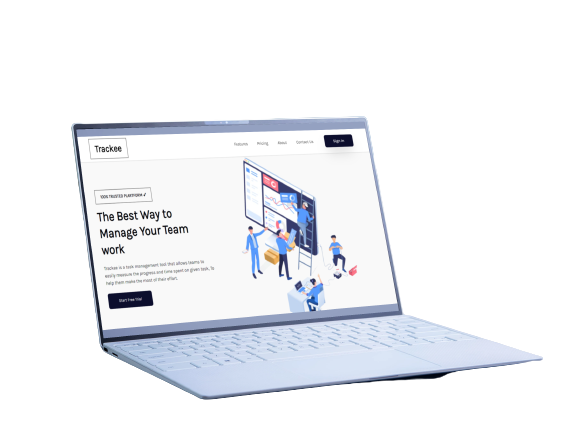 Trackee
Features Pricing About Contact Us Sign In
100% TRUSTED PLATFORM ✓
The Best Way to
Manage Your Team
work
Trackee is a task management tool that allows teams to
easily measure the progress and time spent on given task, To
help them make the most of their effort.
Start Free Trial